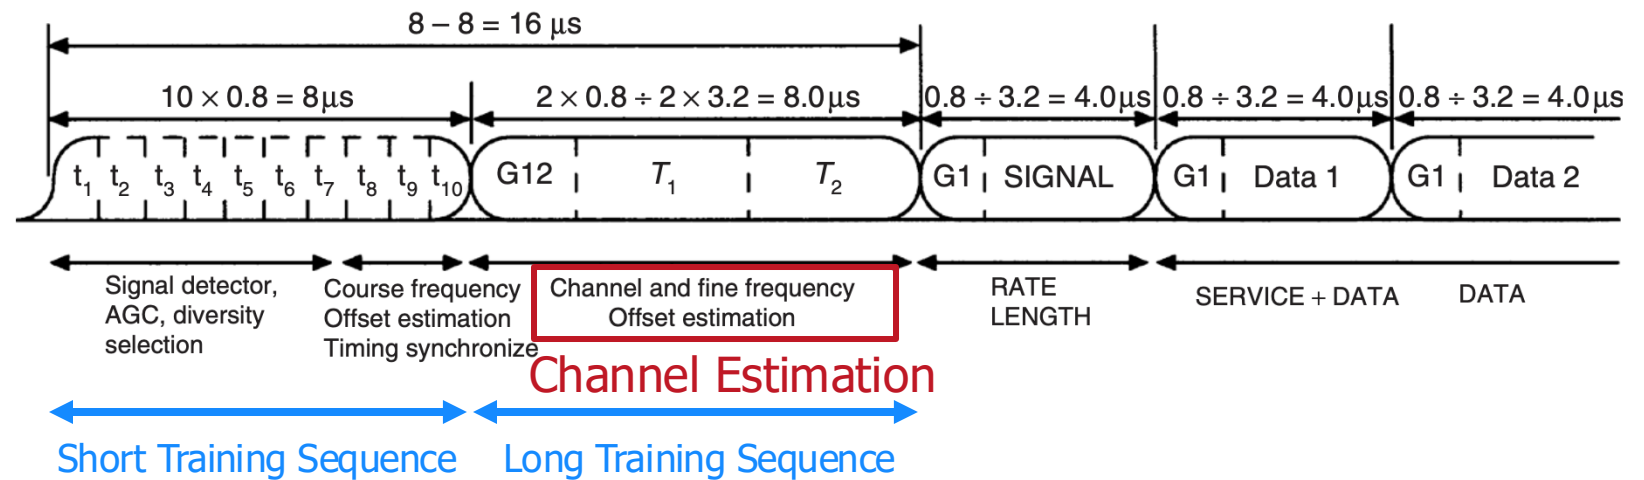 8 – 8 = 16 μs
10 × 0.8 = 8μs
2 × 0.8 ÷ 2 × 3.2 = 8.0μs
0.8 ÷ 3.2 = 4.0μs
0.8 ÷ 3.2 = 4.0μs
0.8 ÷ 3.2 = 4.0μs
t1 t2 t3 t4 t5 t6 t7 t8 t9 t10
G12 T1 T2
G1 SIGNAL
G1 Data 1
G1 Data 2
Signal detector,
AGC, diversity
selection
Course frequency
Offset estimation
Timing synchronize
Channel and fine frequency
Offset estimation
RATE
LENGTH
SERVICE + DATA
DATA
Channel Estimation
Short Training Sequence
Long Training Sequence